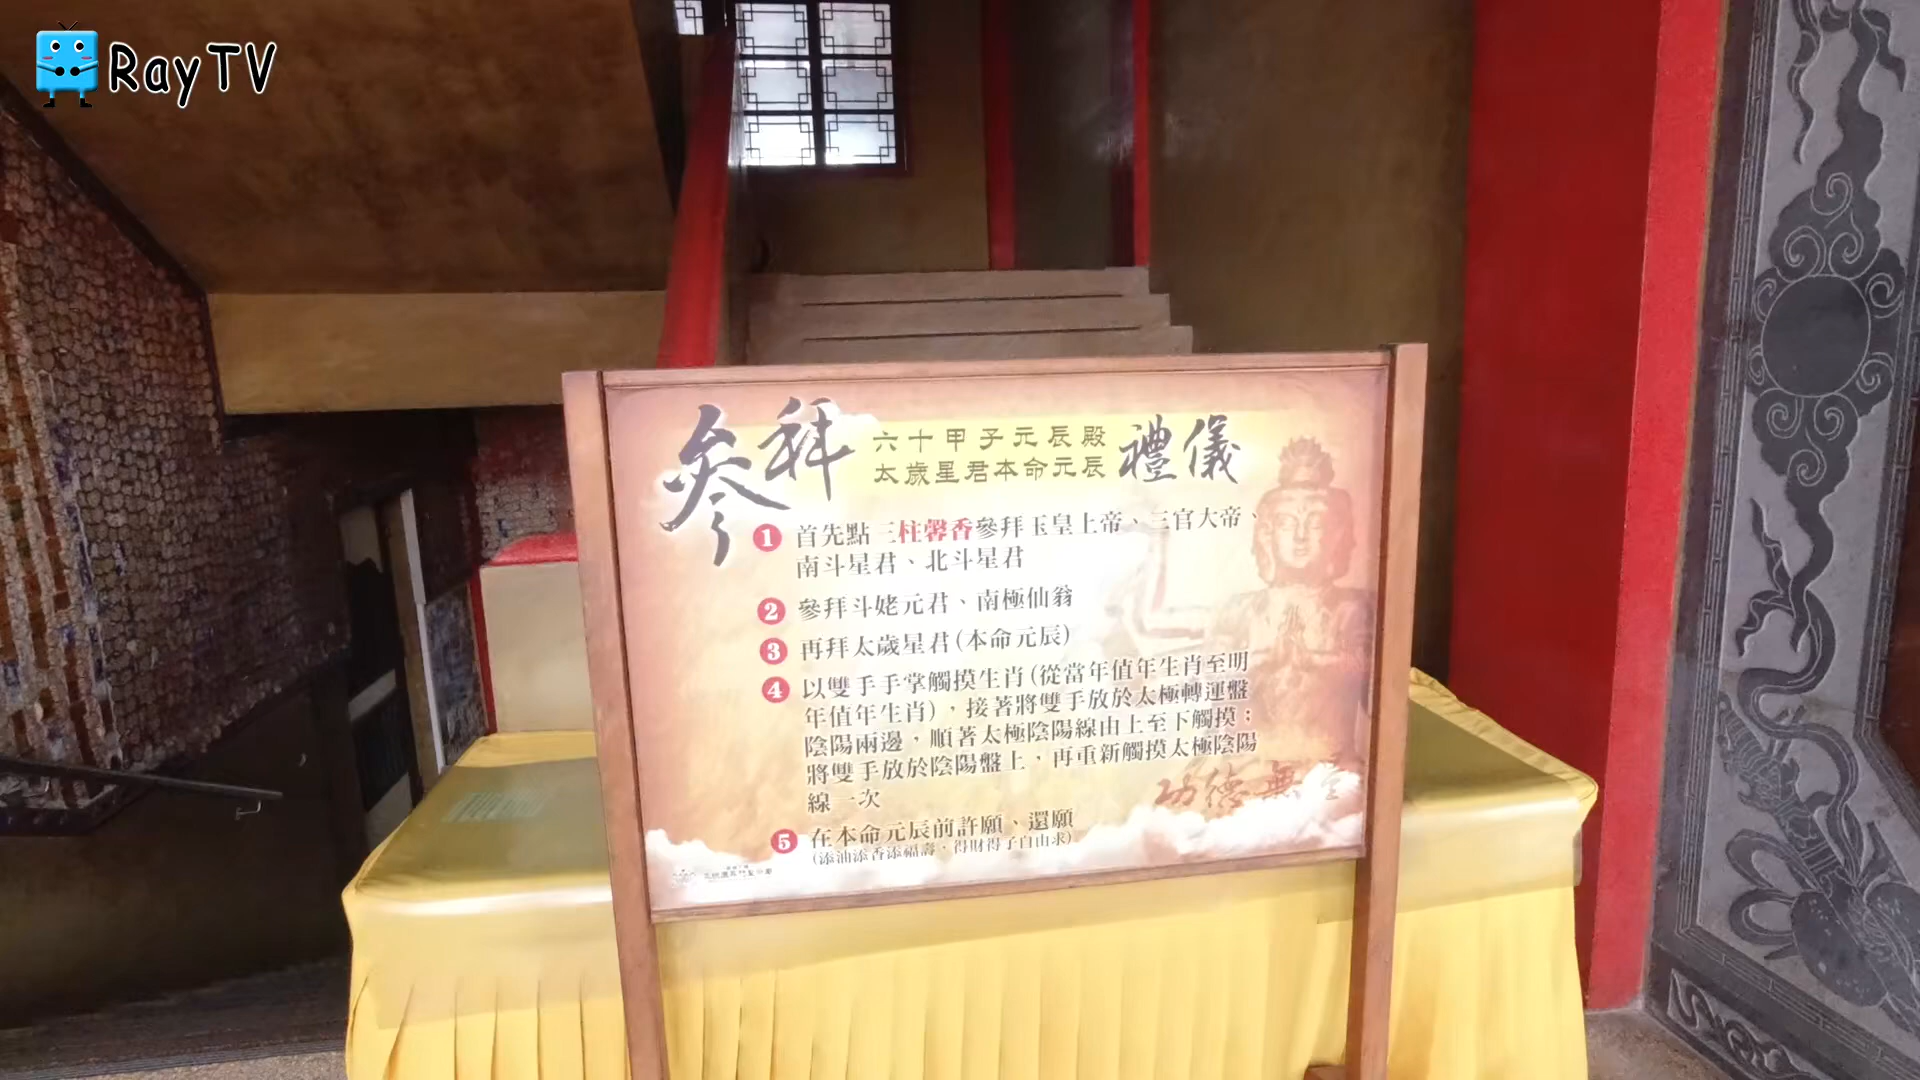 RayTV
參拜
六十甲子元辰殿
太歲星君本命元辰
禮儀
1 首先點三柱馨香參拜玉皇上帝、三官大帝、
南斗星君、北斗星君
2 參拜斗姥元君、南極仙翁
3 再拜太歲星君(本命元辰)
4 以雙手手掌觸摸生肖(從當年值年生肖至明
年值年生肖)，接著將雙手放於太極轉運盤
陰陽兩邊，順著太極陰陽線由上至下觸摸；
將雙手放於陰陽盤上，再重新觸摸太極陰陽
線一次
5 在本命元辰前許願、還願
(添油添香添福壽，得財得子自由求)
功德無量